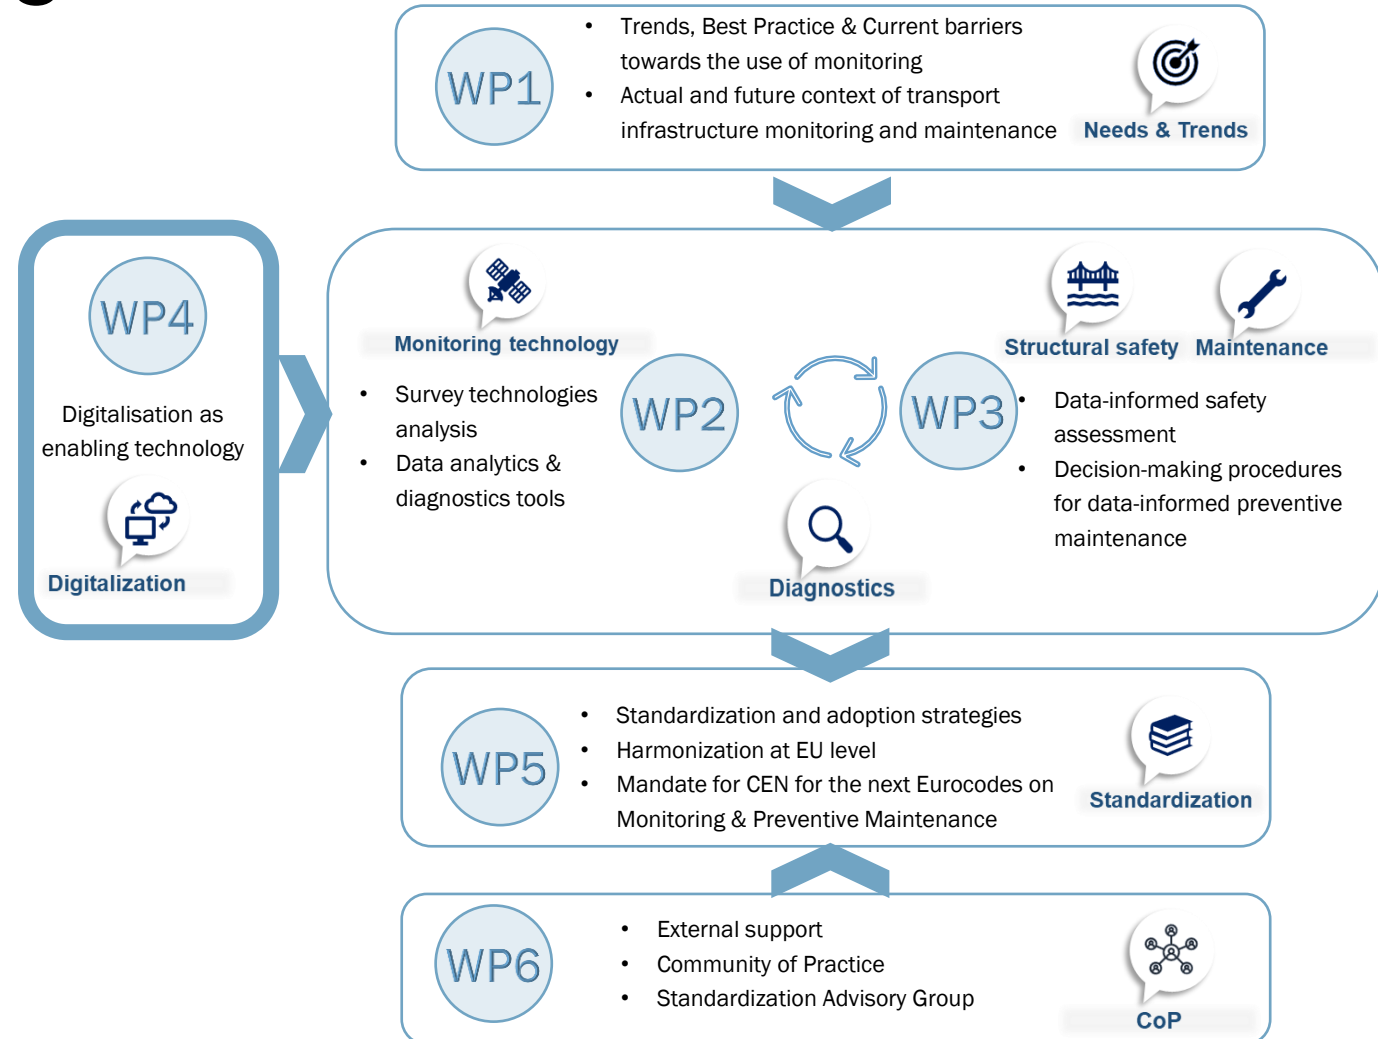 WP1
• Trends, Best Practice & Current barriers
towards the use of monitoring
• Actual and future context of transport
infrastructure monitoring and maintenance
Needs & Trends
WP4
Digitalisation as
enabling technology
Digitalization
Monitoring technology
• Survey technologies
analysis
• Data analytics &
diagnostics tools
WP2
WP3
Diagnostics
Structural safety
Maintenance
• Data-informed safety
assessment
• Decision-making procedures
for data-informed preventive
maintenance
WP5
• Standardization and adoption strategies
• Harmonization at EU level
• Mandate for CEN for the next Eurocodes on
Monitoring & Preventive Maintenance
Standardization
WP6
• External support
• Community of Practice
• Standardization Advisory Group
CoP